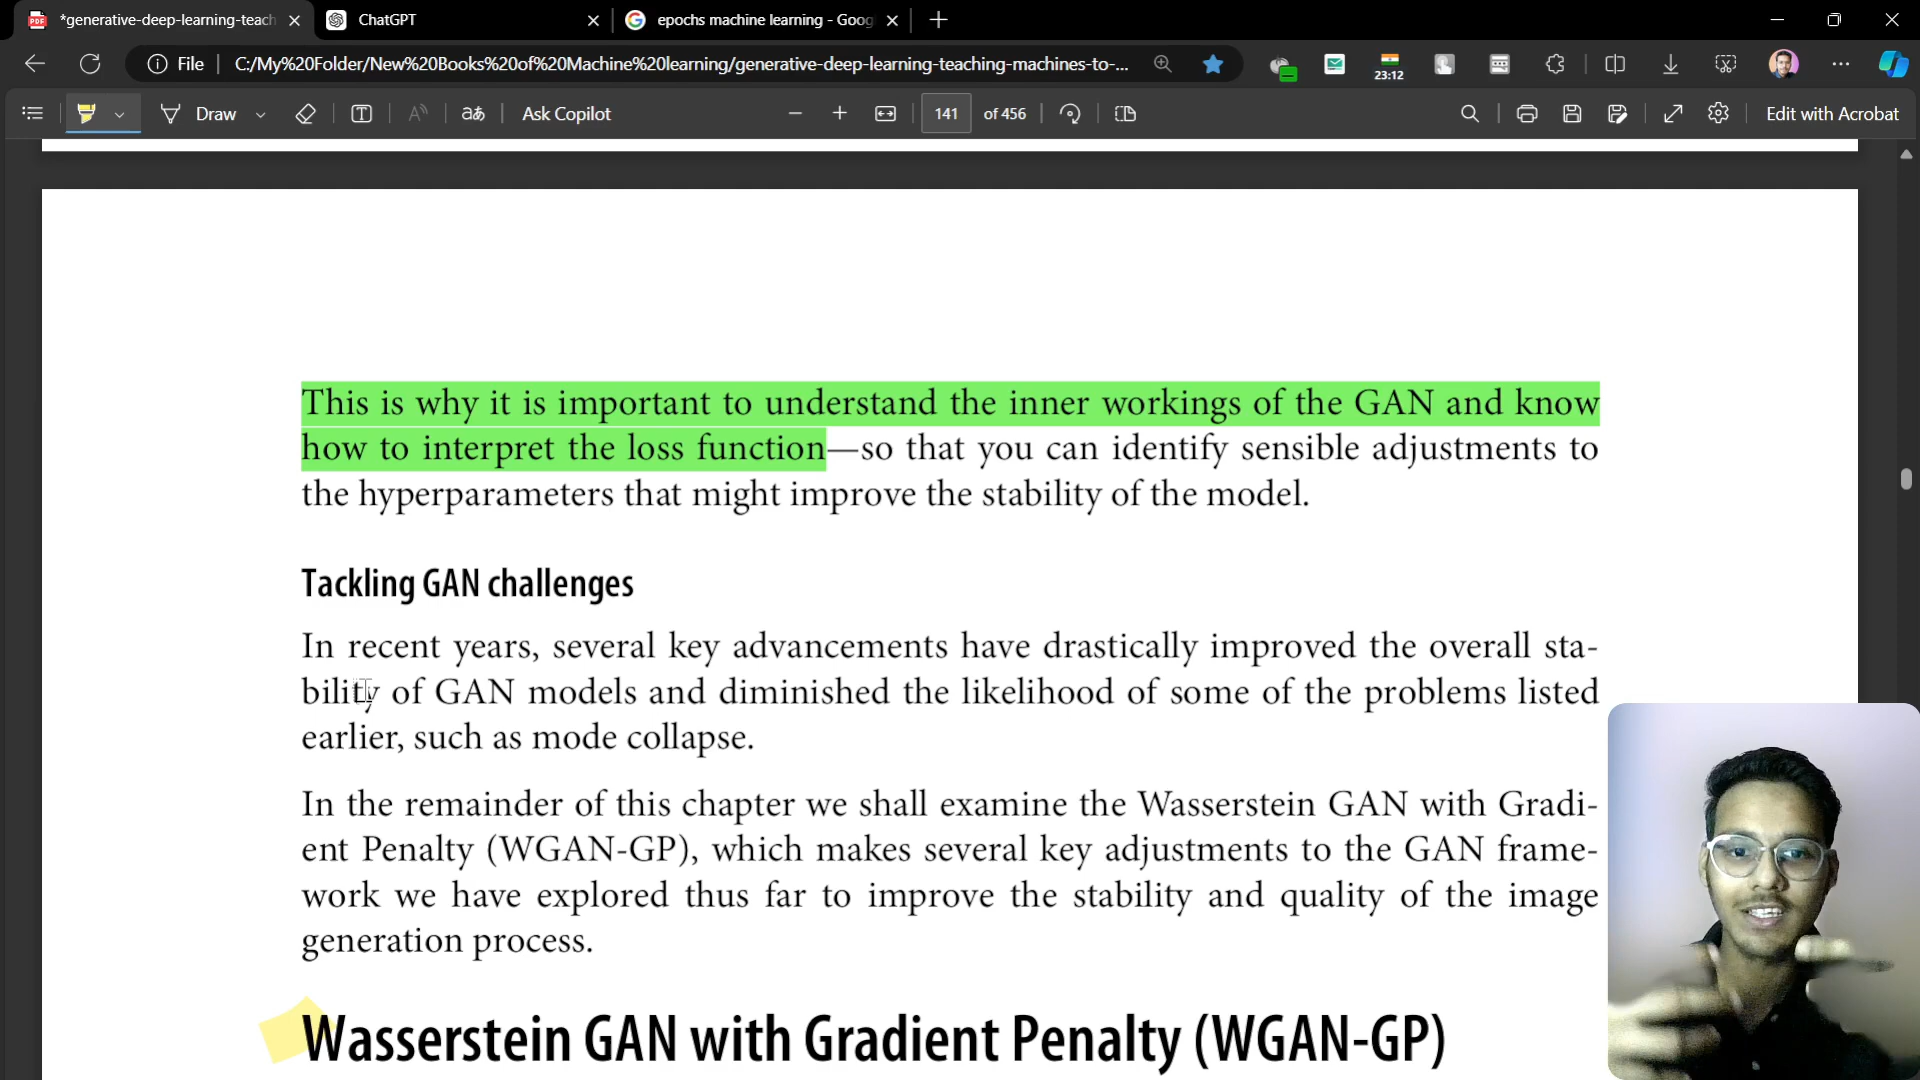 *generative-deep-learning-teach
ChatGPT
epochs machine learning - Goog
File
C:/My%20Folder/New%20Books%20of%20Machine%20learning/generative-deep-learning-teaching-machines-to-...
23:12
Draw
Ask Copilot
141
of 456
Edit with Acrobat
This is why it is important to understand the inner workings of the GAN and know
how to interpret the loss function—so that you can identify sensible adjustments to
the hyperparameters that might improve the stability of the model.
Tackling GAN challenges
In recent years, several key advancements have drastically improved the overall sta-
bility of GAN models and diminished the likelihood of some of the problems listed
earlier, such as mode collapse.
In the remainder of this chapter we shall examine the Wasserstein GAN with Gradi-
ent Penalty (WGAN-GP), which makes several key adjustments to the GAN frame-
work we have explored thus far to improve the stability and quality of the image
generation process.
Wasserstein GAN with Gradient Penalty (WGAN-GP)